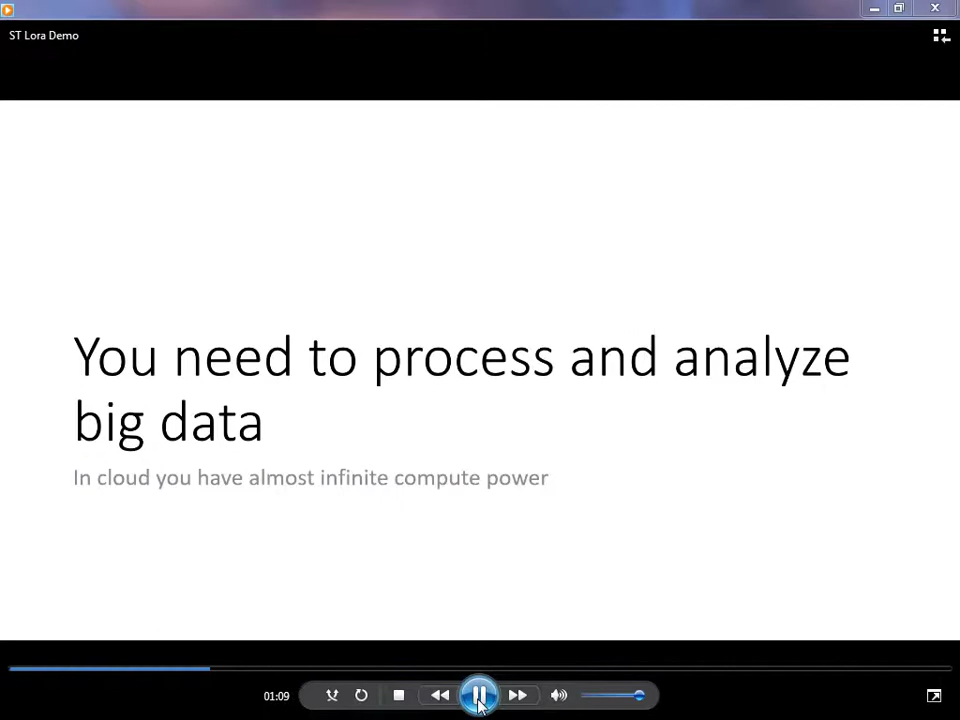 ST Lora Demo
You need to process and analyze
big data
In cloud you have almost infinite compute power
01:09